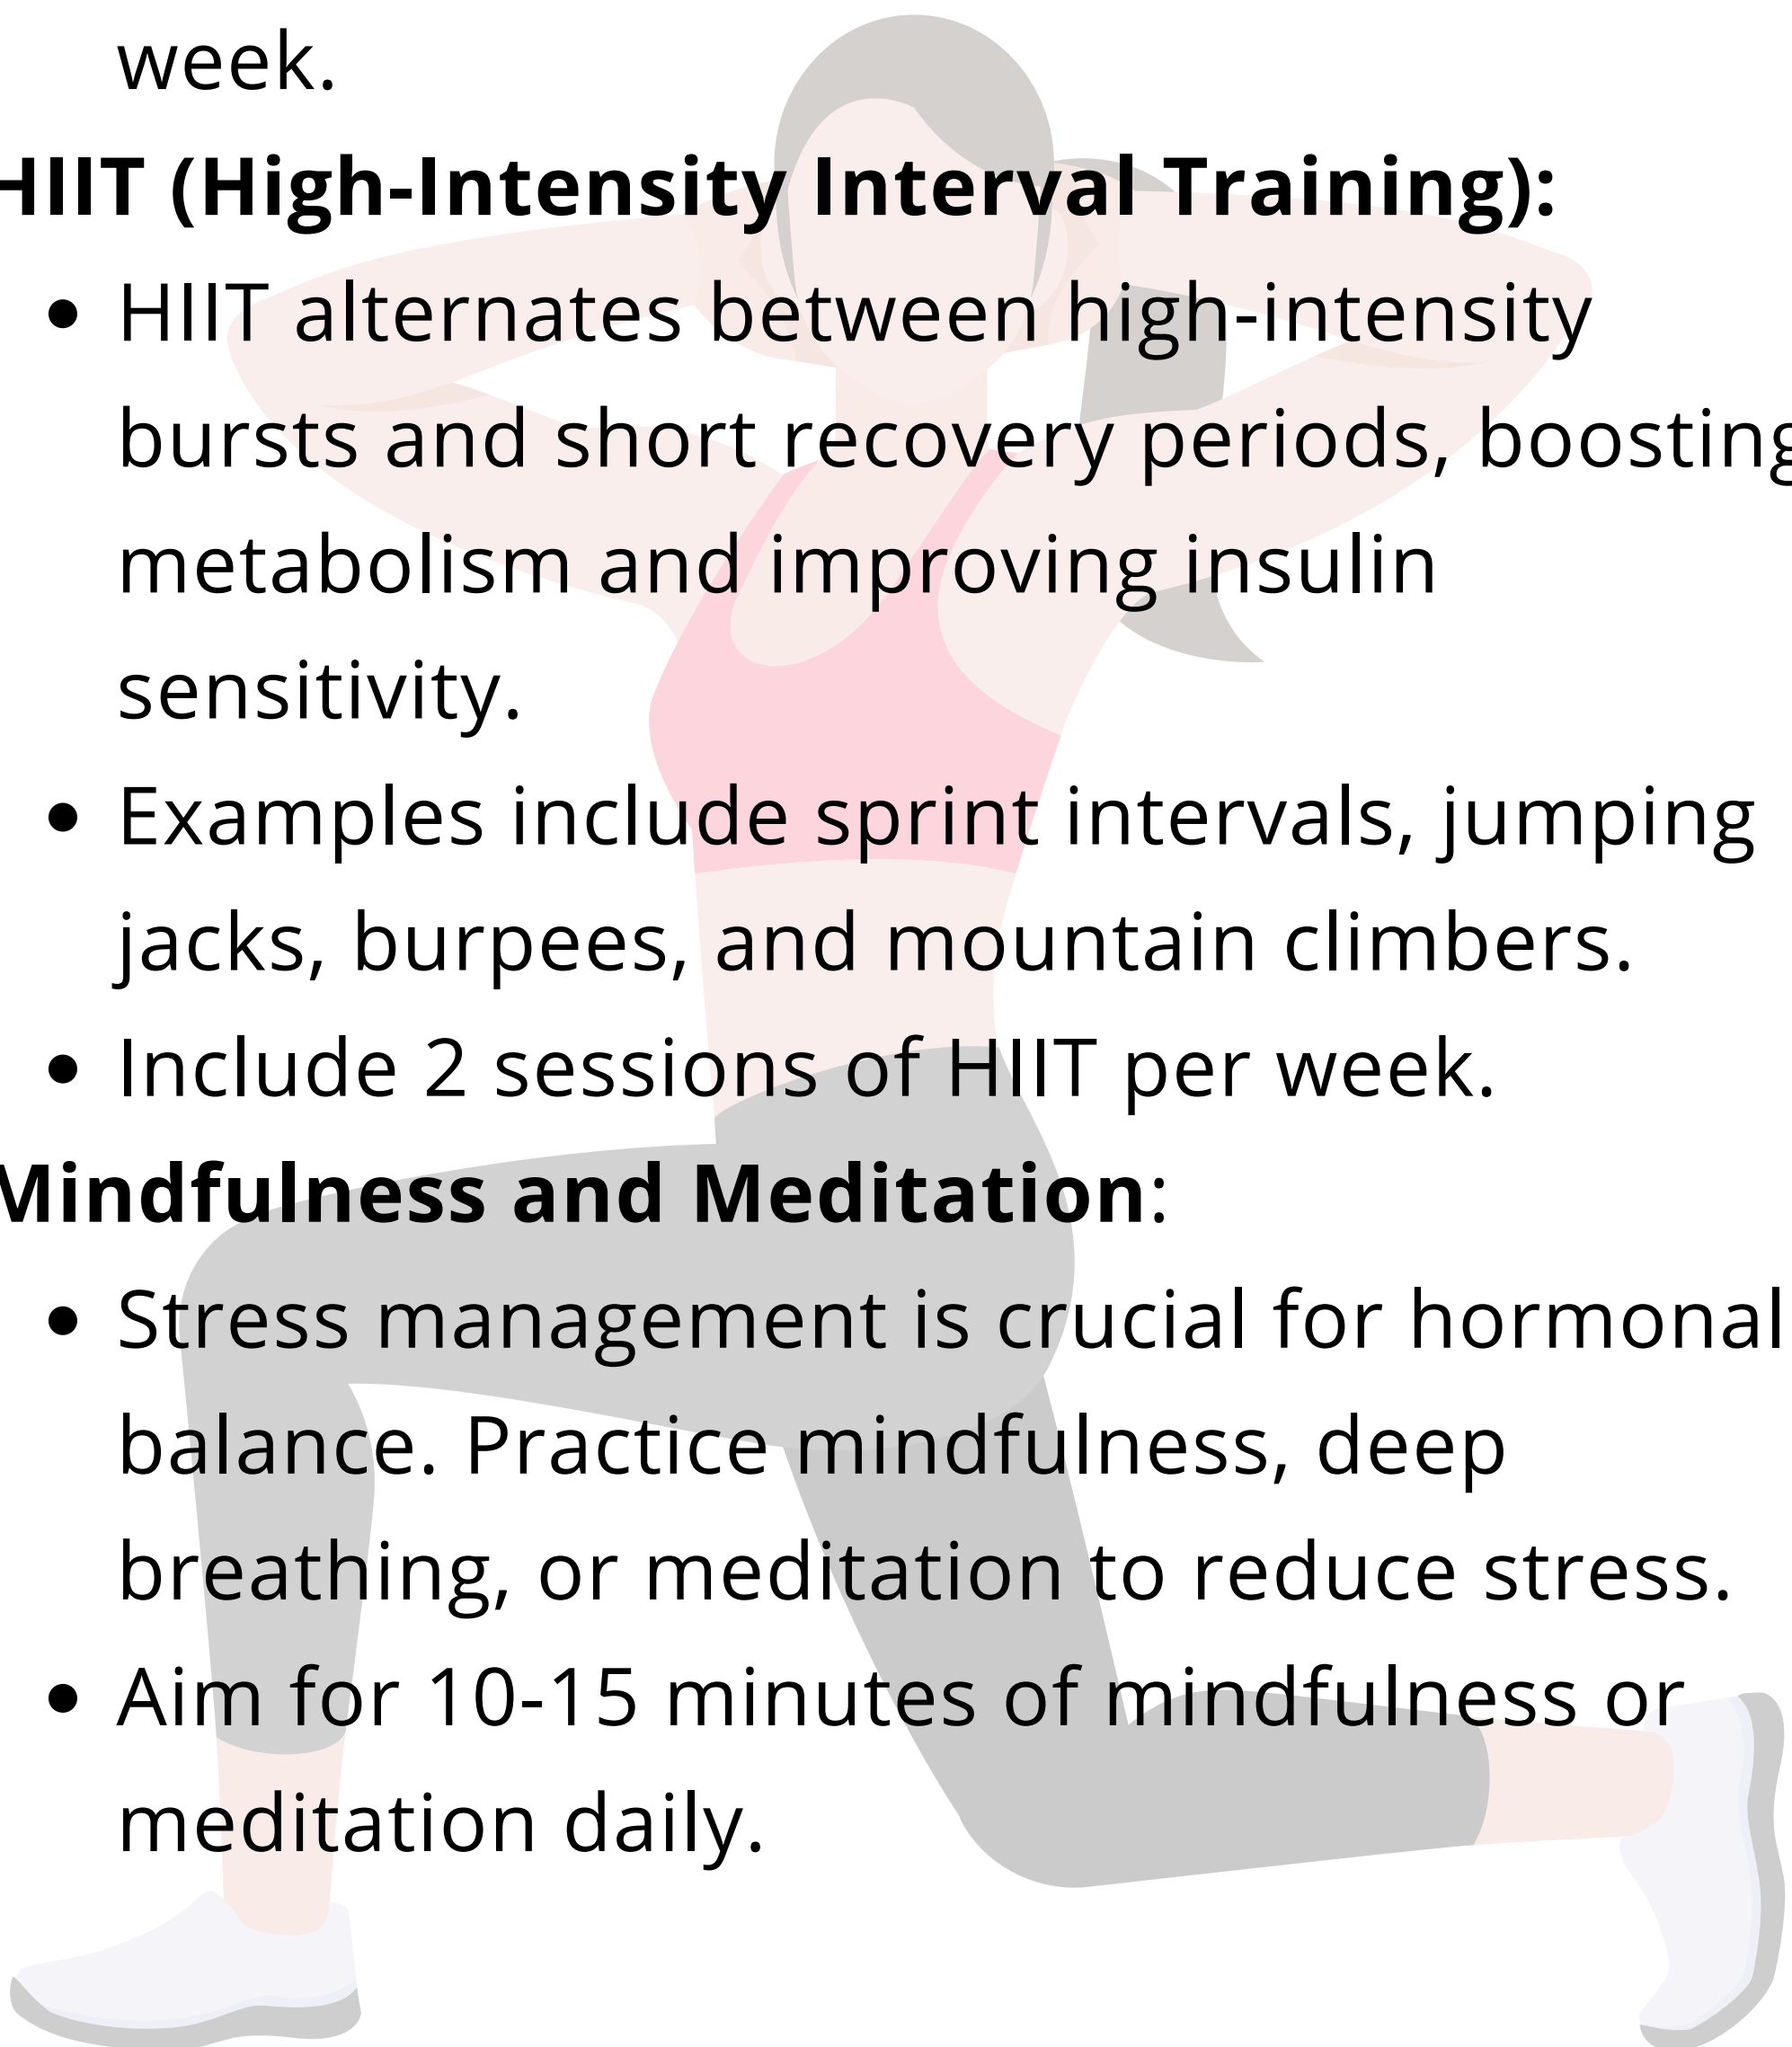 week.
HIIT (High-Intensity Interval Training):
• HIIT alternates between high-intensity
bursts and short recovery periods, boosting
metabolism and improving insulin
sensitivity.
• Examples include sprint intervals, jumping
jacks, burpees, and mountain climbers.
• Include 2 sessions of HIIT per week.
Mindfulness and Meditation:
• Stress management is crucial for hormonal
balance. Practice mindfulness, deep
breathing, or meditation to reduce stress.
• Aim for 10-15 minutes of mindfulness or
meditation daily.